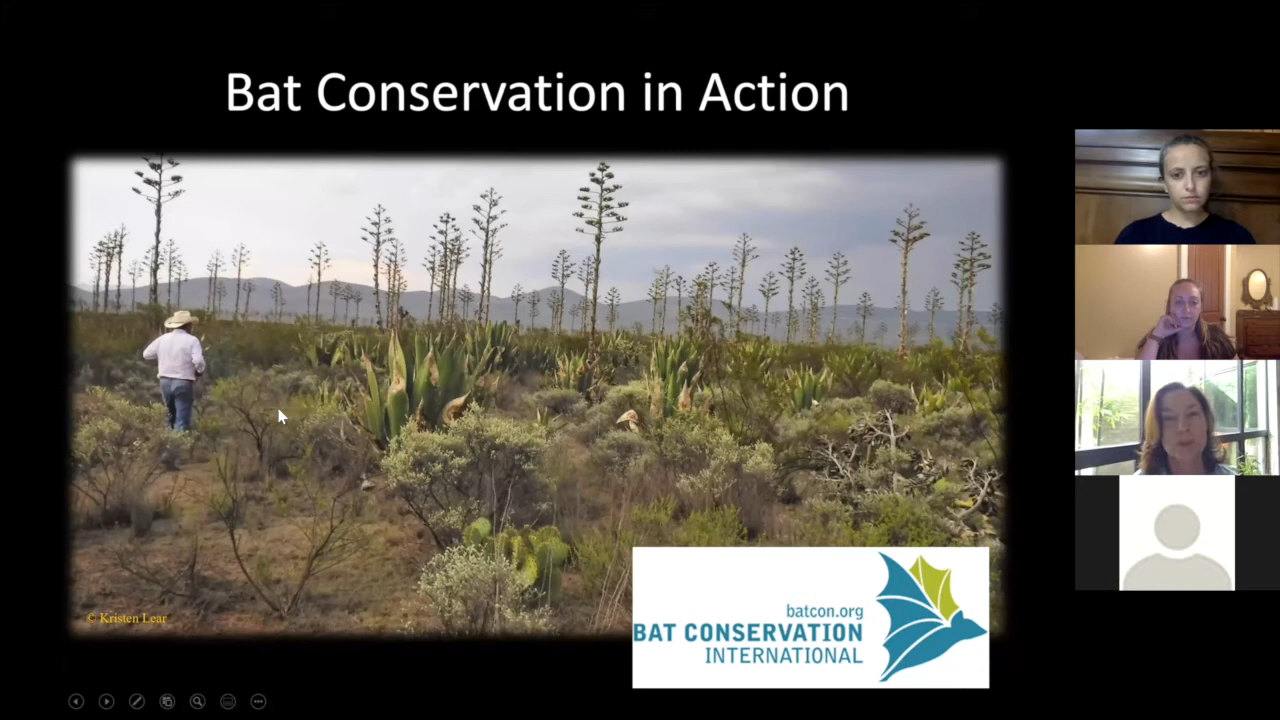 Bat Conservation in Action
© Kristen Lear
batcon.org
BAT CONSERVATION
INTERNATIONAL